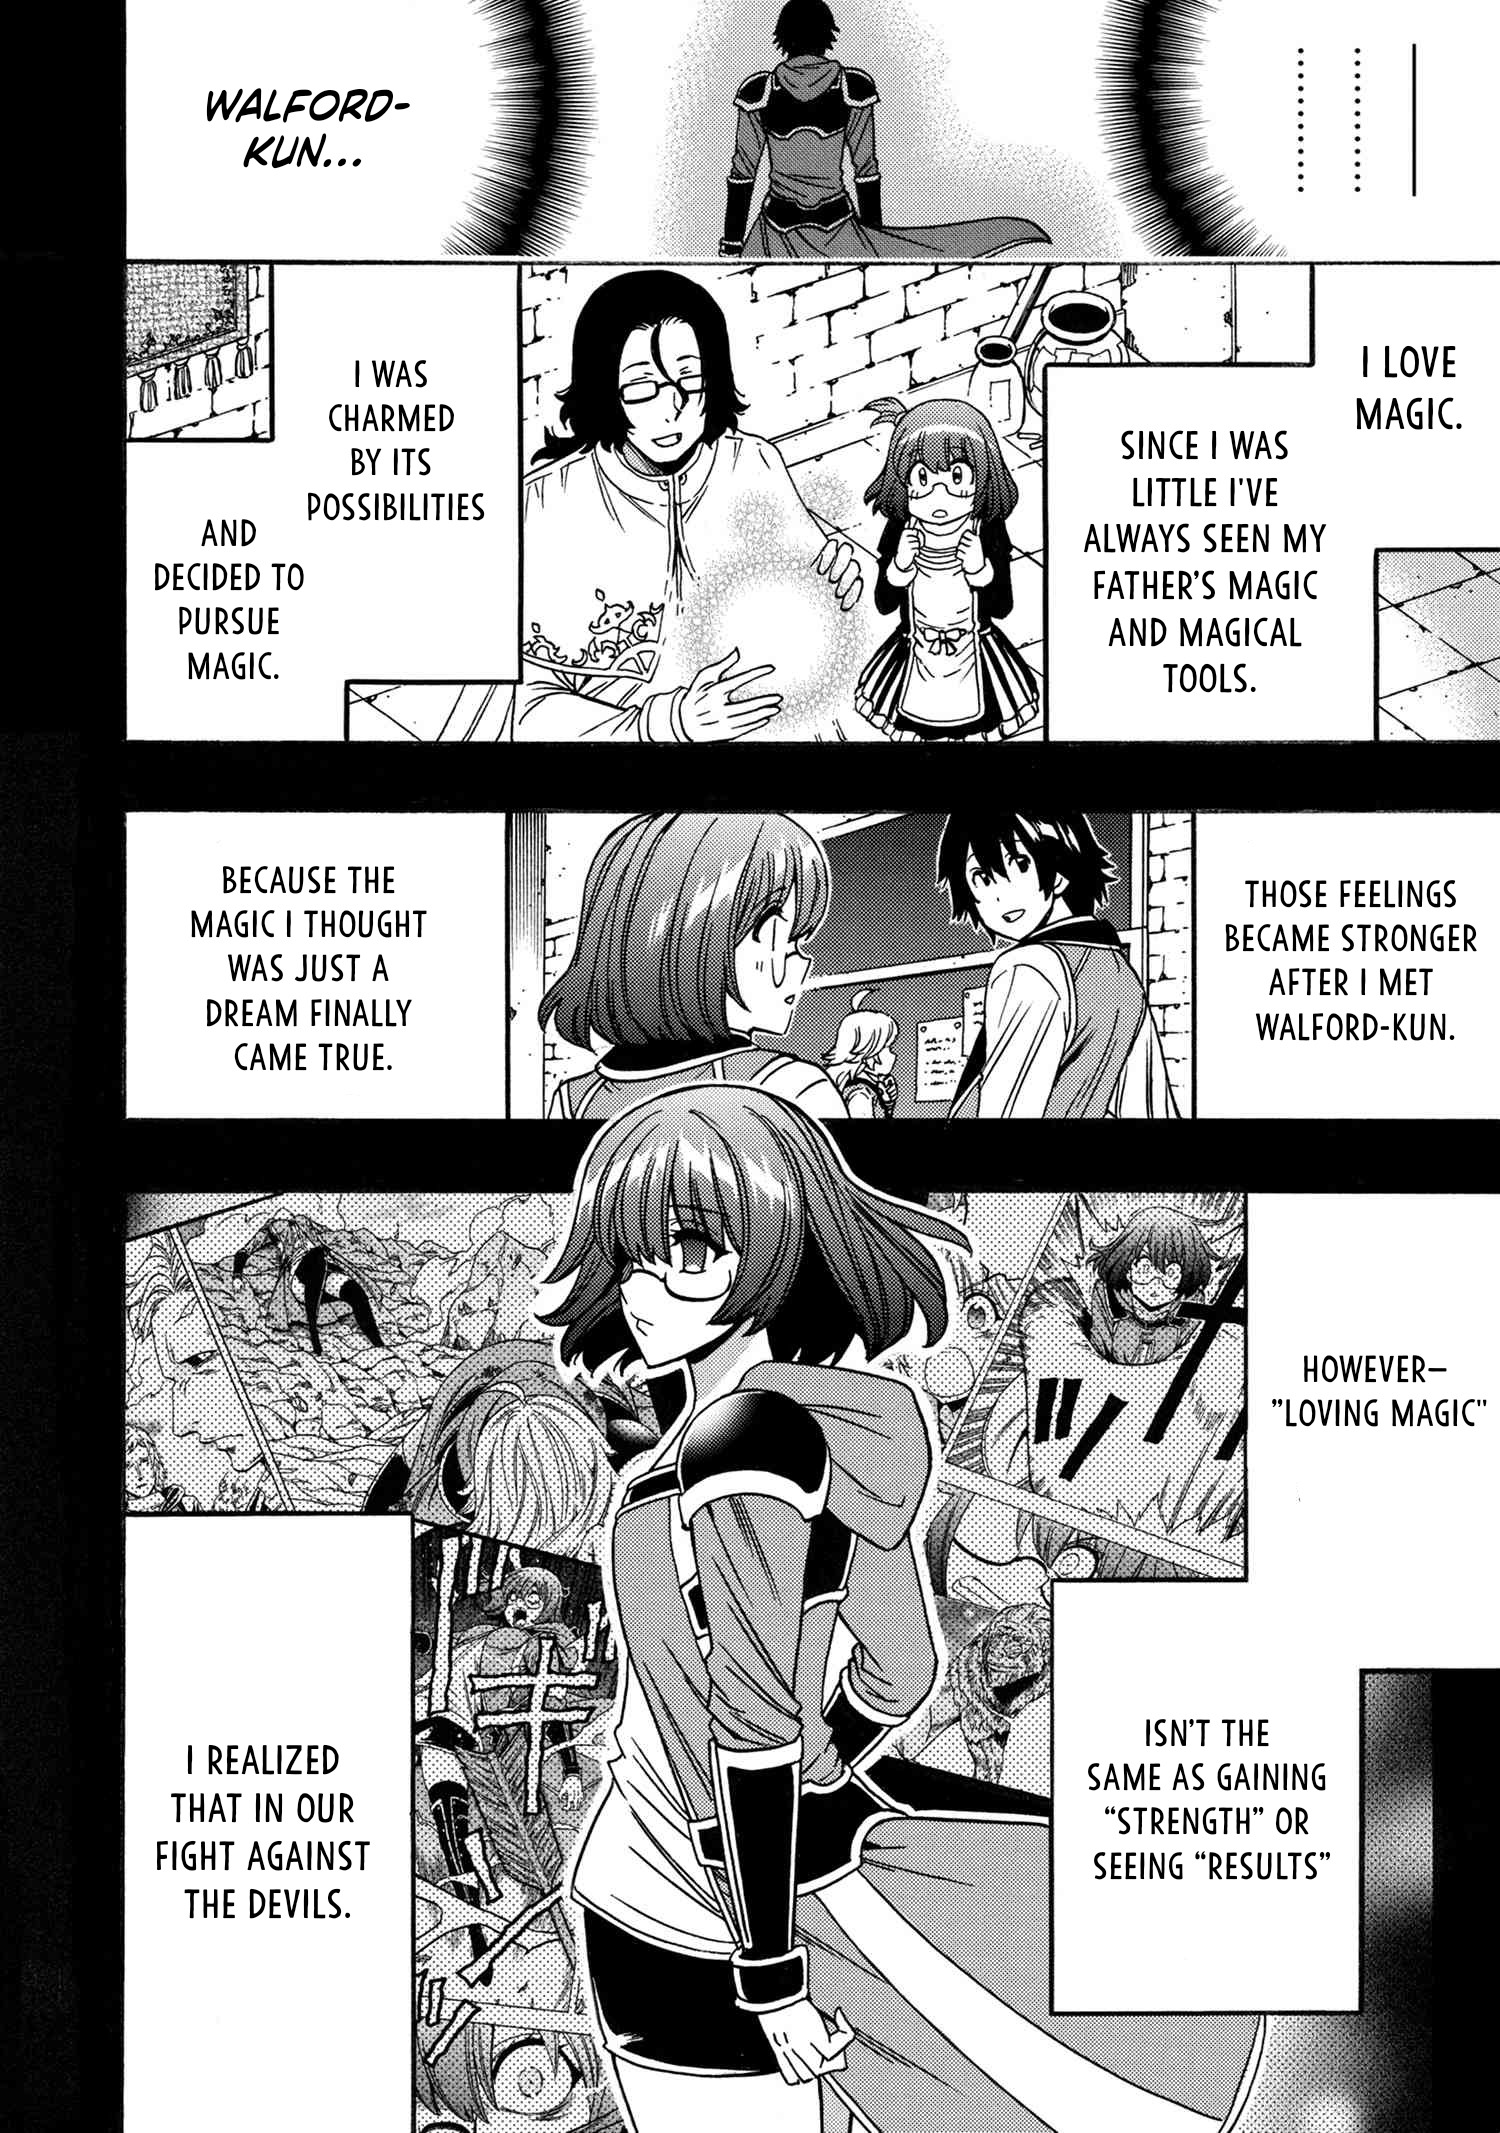 WALFORD-
KUN...
I LOVE
MAGIC.
SINCE I WAS
LITTLE I'VE
ALWAYS SEEN MY
FATHER'S MAGIC
AND MAGICAL
TOOLS.
I WAS
CHARMED
BY ITS
POSSIBILITIES
AND
DECIDED TO
PURSUE
MAGIC.
THOSE FEELINGS
BECAME STRONGER
AFTER I MET
WALFORD-KUN.
BECAUSE THE
MAGIC I THOUGHT
WAS JUST A
DREAM FINALLY
CAME TRUE.
HOWEVER—
"LOVING MAGIC"
ISN'T THE
SAME AS GAINING
“STRENGTH” OR
SEEING “RESULTS”
I REALIZED
THAT IN OUR
FIGHT AGAINST
THE DEVILS.